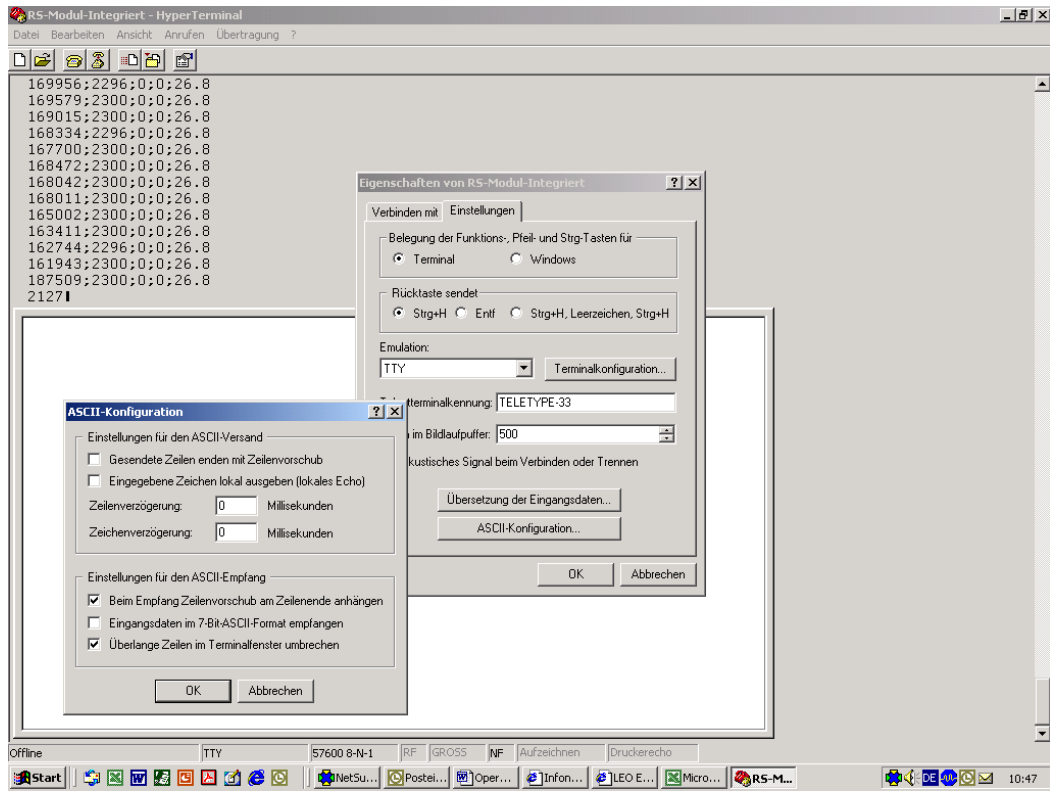 RS-Modul-Integriert - HyperTerminal
Datei Bearbeiten Ansicht Anrufen Übertragung ?
169956;2296;0;0;26.8
169579;2300;0;0;26.8
169015;2300;0;0;26.8
168334;2296;0;0;26.8
167700;2300;0;0;26.8
168472;2300;0;0;26.8
168042;2300;0;0;26.8
168011;2300;0;0;26.8
165002;2300;0;0;26.8
163411;2300;0;0;26.8
162744;2296;0;0;26.8
161943;2300;0;0;26.8
187509;2300;0;0;26.8
2127
Eigenschaften von RS-Modul-Integriert
Verbinden mit Einstellungen
Belegung der Funktions-, Pfeil- und Strg-Tasten für
Terminal Windows
Rücktaste sendet
Strg+H Entf Strg+H, Leerzeichen, Strg+H
Emulation:
TTY Terminalkonfiguration...
tterminalkennung: TELETYPE-33
im Bildlaufpuffer: 500
kustisches Signal beim Verbinden oder Trennen
Übersetzung der Eingangsdaten...
ASCII-Konfiguration...
OK Abbrechen
ASCII-Konfiguration
Einstellungen für den ASCII-Versand
Gesendete Zeilen enden mit Zeilenvorschub
Eingegebene Zeichen lokal ausgeben (lokales Echo)
Zeilenverzögerung: 0 Millisekunden
Zeichenverzögerung: 0 Millisekunden
Einstellungen für den ASCII-Empfang
Beim Empfang Zeilenvorschub am Zeilenende anhängen
Eingangsdaten im 7-Bit-ASCII-Format empfangen
Überlange Zeilen im Terminalfenster umbrechen
OK Abbrechen
Offline TTY 57600 8-N-1 RF GROSS NF Aufzeichnen Druckerecho
Start NetSu... Postei... Oper... Infon... LEO E... Micro... RS-M... DE 10:47